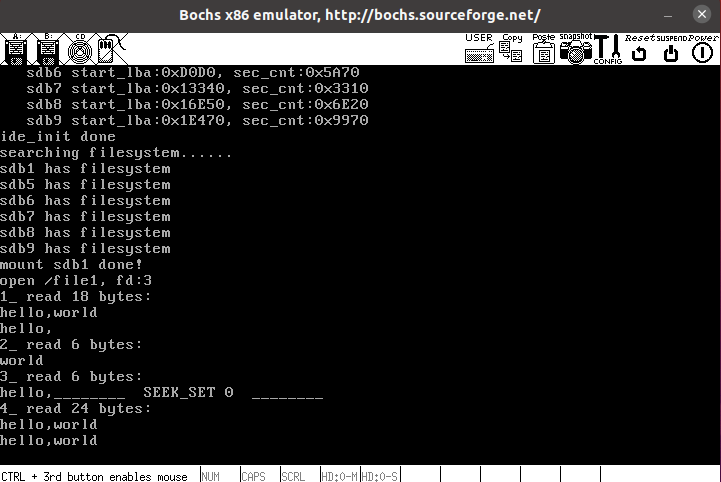 Bochs x86 emulator, http://bochs.sourceforge.net/
A: B: CD USER Copy Paste snapshot CONFIG Reset SUSPEND Power
sdb6 start_lba:0xD0D0, sec_cnt:0x5A70
sdb7 start_lba:0x13340, sec_cnt:0x3310
sdb8 start_lba:0x16E50, sec_cnt:0x6E20
sdb9 start_lba:0x1E470, sec_cnt:0x9970
ide_init done
searching filesystem......
sdb1 has filesystem
sdb5 has filesystem
sdb6 has filesystem
sdb7 has filesystem
sdb8 has filesystem
sdb9 has filesystem
mount sdb1 done!
open /file1, fd:3
1_ read 18 bytes:
hello,world
hello,
2_ read 6 bytes:
world
3_ read 6 bytes:
hello,________  SEEK_SET 0  ________
4_ read 24 bytes:
hello,world
hello,world
CTRL + 3rd button enables mouse NUM CAPS SCRL HD:0-M HD:0-S